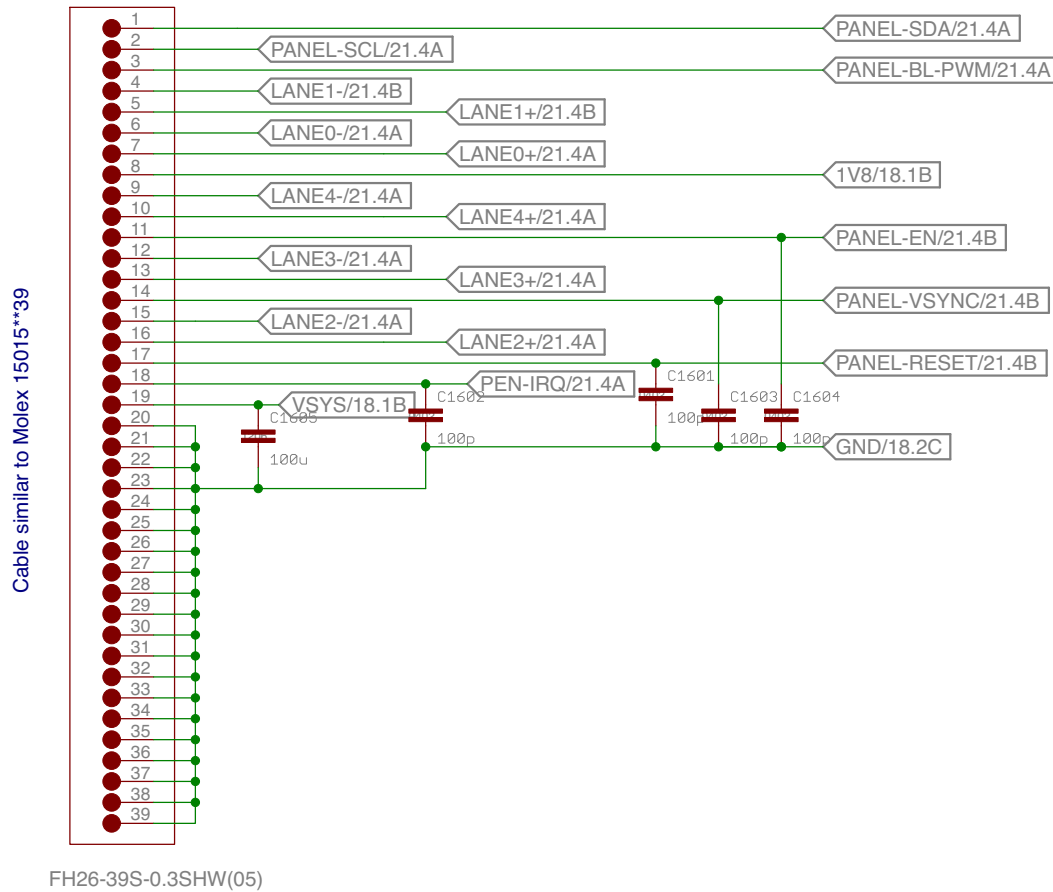 1 PANEL-SDA/21.4A
2 PANEL-SCL/21.4A
3 PANEL-BL-PWM/21.4A
4 LANE1-/21.4B
5 LANE1+/21.4B
6 LANE0-/21.4A
7 LANE0+/21.4A
8 1V8/18.1B
9 LANE4-/21.4A
10 LANE4+/21.4A
11 PANEL-EN/21.4B
12 LANE3-/21.4A
13 LANE3+/21.4A
14 PANEL-VSYNC/21.4B
15 LANE2-/21.4A
16 LANE2+/21.4A
17 PANEL-RESET/21.4B
18 PEN-IRQ/21.4A C1601
19 VSYS/18.1B C1602 C1603 C1604
20 C1605 100p
21 100p 100p 100p GND/18.2C
22 100u
23
24
25
26
27
28
29
30
31
32
33
34
35
36
37
38
39
Cable similar to Molex 15015**39
FH26-39S-0.3SHW(05)